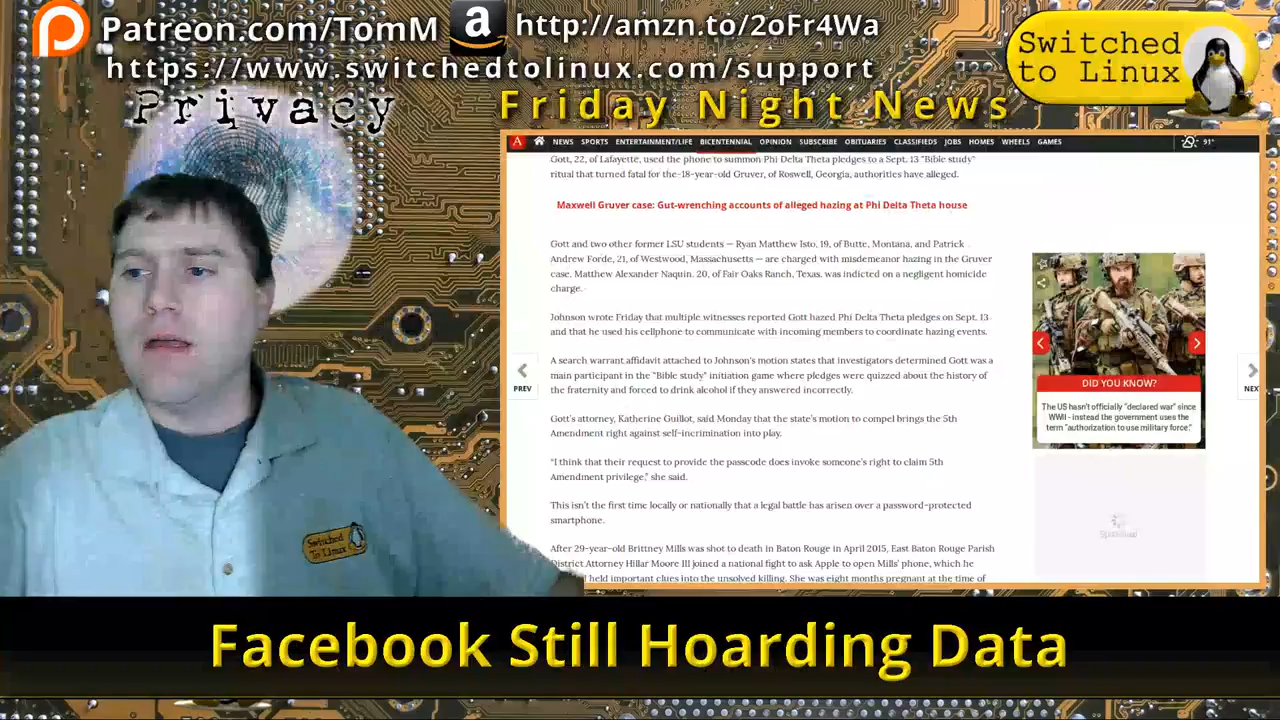 Patreon.com/TomM
http://amzn.to/2oFr4Wa
https://www.switchedtolinux.com/support
Switched
to Linux
Privacy
Friday Night News
NEWS SPORTS ENTERTAINMENT/LIFE BICENTENNIAL OPINION SUBSCRIBE OBITUARIES CLASSIFIEDS JOBS HOMES WHEELS GAMES 91°
Gott, 22, of Lafayette, used the phone to summon Phi Delta Theta pledges to a Sept. 13 "Bible study"
ritual that turned fatal for the-18-year-old Gruver, of Roswell, Georgia, authorities have alleged.
Maxwell Gruver case: Gut-wrenching accounts of alleged hazing at Phi Delta Theta house
Gott and two other former LSU students — Ryan Matthew Isto, 19, of Butte, Montana, and Patrick
Andrew Forde, 21, of Westwood, Massachusetts — are charged with misdemeanor hazing in the Gruver
case. Matthew Alexander Naquin, 20, of Fair Oaks Ranch, Texas, was indicted on a negligent homicide
charge.
Johnson wrote Friday that multiple witnesses reported Gott hazed Phi Delta Theta pledges on Sept. 13
and that he used his cellphone to communicate with incoming members to coordinate hazing events.
A search warrant affidavit attached to Johnson's motion states that investigators determined Gott was a
main participant in the "Bible study" initiation game where pledges were quizzed about the history of
the fraternity and forced to drink alcohol if they answered incorrectly.
Gott's attorney, Katherine Guillot, said Monday that the state's motion to compel brings the 5th
Amendment right against self-incrimination into play.
"I think that their request to provide the passcode does invoke someone's right to claim 5th
Amendment privilege," she said.
This isn't the first time locally or nationally that a legal battle has arisen over a password-protected
smartphone.
After 29-year-old Brittney Mills was shot to death in Baton Rouge in April 2015, East Baton Rouge Parish
District Attorney Hillar Moore III joined a national fight to ask Apple to open Mills' phone, which he
held important clues into the unsolved killing. She was eight months pregnant at the time of
PREV
NEX
DID YOU KNOW?
The US hasn't officially "declared war" since
WWII - instead the government uses the
term "authorization to use military force."
Switched
To Linux
Facebook Still Hoarding Data